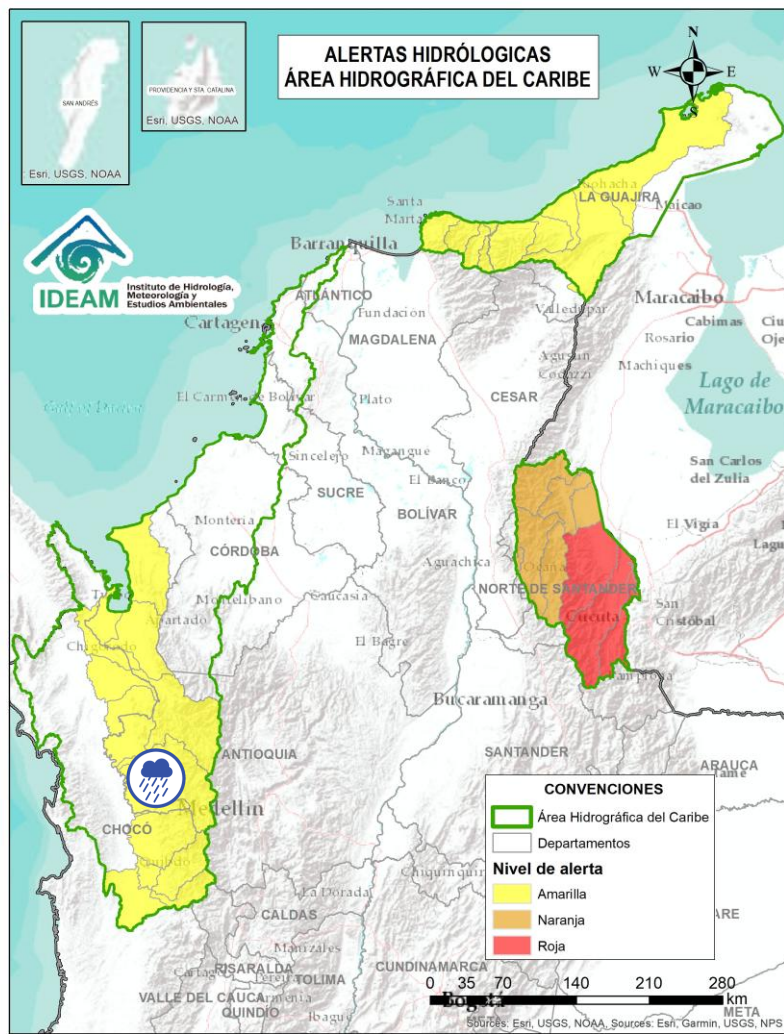 ALERTAS HIDRÓLOGICAS
ÁREA HIDROGRÁFICA DEL CARIBE
N
W
E
S
SAN ANDRÉS
Esri, USGS, NOAA
PROVIDENCIA Y STA. CATALINA
Esri, USGS, NOAA
IDEAM
Instituto de Hidrología,
Meteorología y
Estudios Ambientales
Santa
Marta
Barranquilla
LA GUAJIRA
Maicao
ATLÁNTICO
Cartagen
Fundación
MAGDALENA
Valledupar
Maracaibo
Cabimas
Rosario
Agustín
Codazzi
Machiques
CESAR
Lago de
Maracaibo
El Carmen de Bolívar
Plato
Sincelejo
Magangue
SUCRE
El Banco
BOLÍVAR
San Carlos
del Zulia
Montería
CÓRDOBA
El Vigía
Aguachica
Ocaña
NORTE DE SANTANDER
Cúcuta
San
Cristóbal
Montelíbano
Caucasia
Apartado
El Bagre
Bucaramanga
ANTIOQUIA
SANTANDER
ARAUCA
Medellín
CHOCÓ
Quibdó
La Dorada
CALDAS
Manizales
RISARALDA
TOLIMA
CUNDINAMARCA
VALLE DEL CAUCA
QUINDÍO
Ibagué
Bogotá
META
CONVENCIONES
Área Hidrográfica del Caribe
Departamentos
Nivel de alerta
Amarilla
Naranja
Roja
0 35 70 140 210 280
km
Sources: Esri, USGS, NOAA, Sources: Esri, Garmin, USGS, NPS